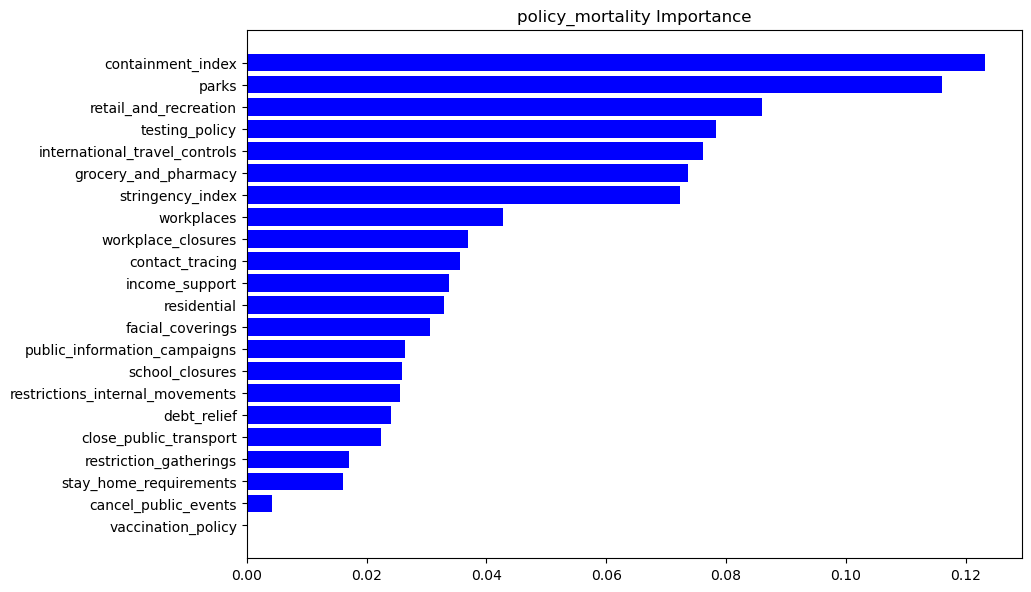 policy_mortality Importance
containment_index
parks
retail_and_recreation
testing_policy
international_travel_controls
grocery_and_pharmacy
stringency_index
workplaces
workplace_closures
contact_tracing
income_support
residential
facial_coverings
public_information_campaigns
school_closures
restrictions_internal_movements
debt_relief
close_public_transport
restriction_gatherings
stay_home_requirements
cancel_public_events
vaccination_policy
0.00 0.02 0.04 0.06 0.08 0.10 0.12